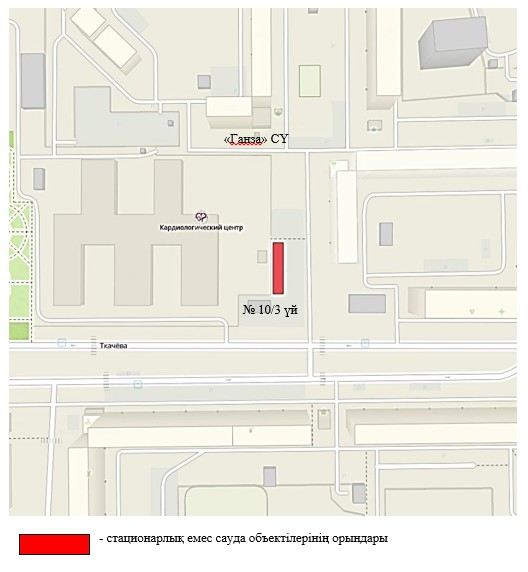 «Ганза» СҮ
Кардиологический центр
№ 10/3 үй
Ткачёва
- стационарлық емес сауда объектілерінің орындары